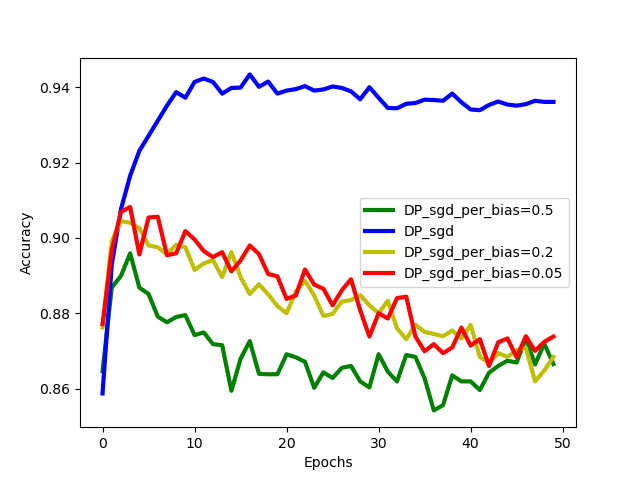 0.94
0.92
0.90
0.88
0.86
Accuracy
DP_sgd_per_bias=0.5
DP_sgd
DP_sgd_per_bias=0.2
DP_sgd_per_bias=0.05
0 10 20 30 40 50
Epochs